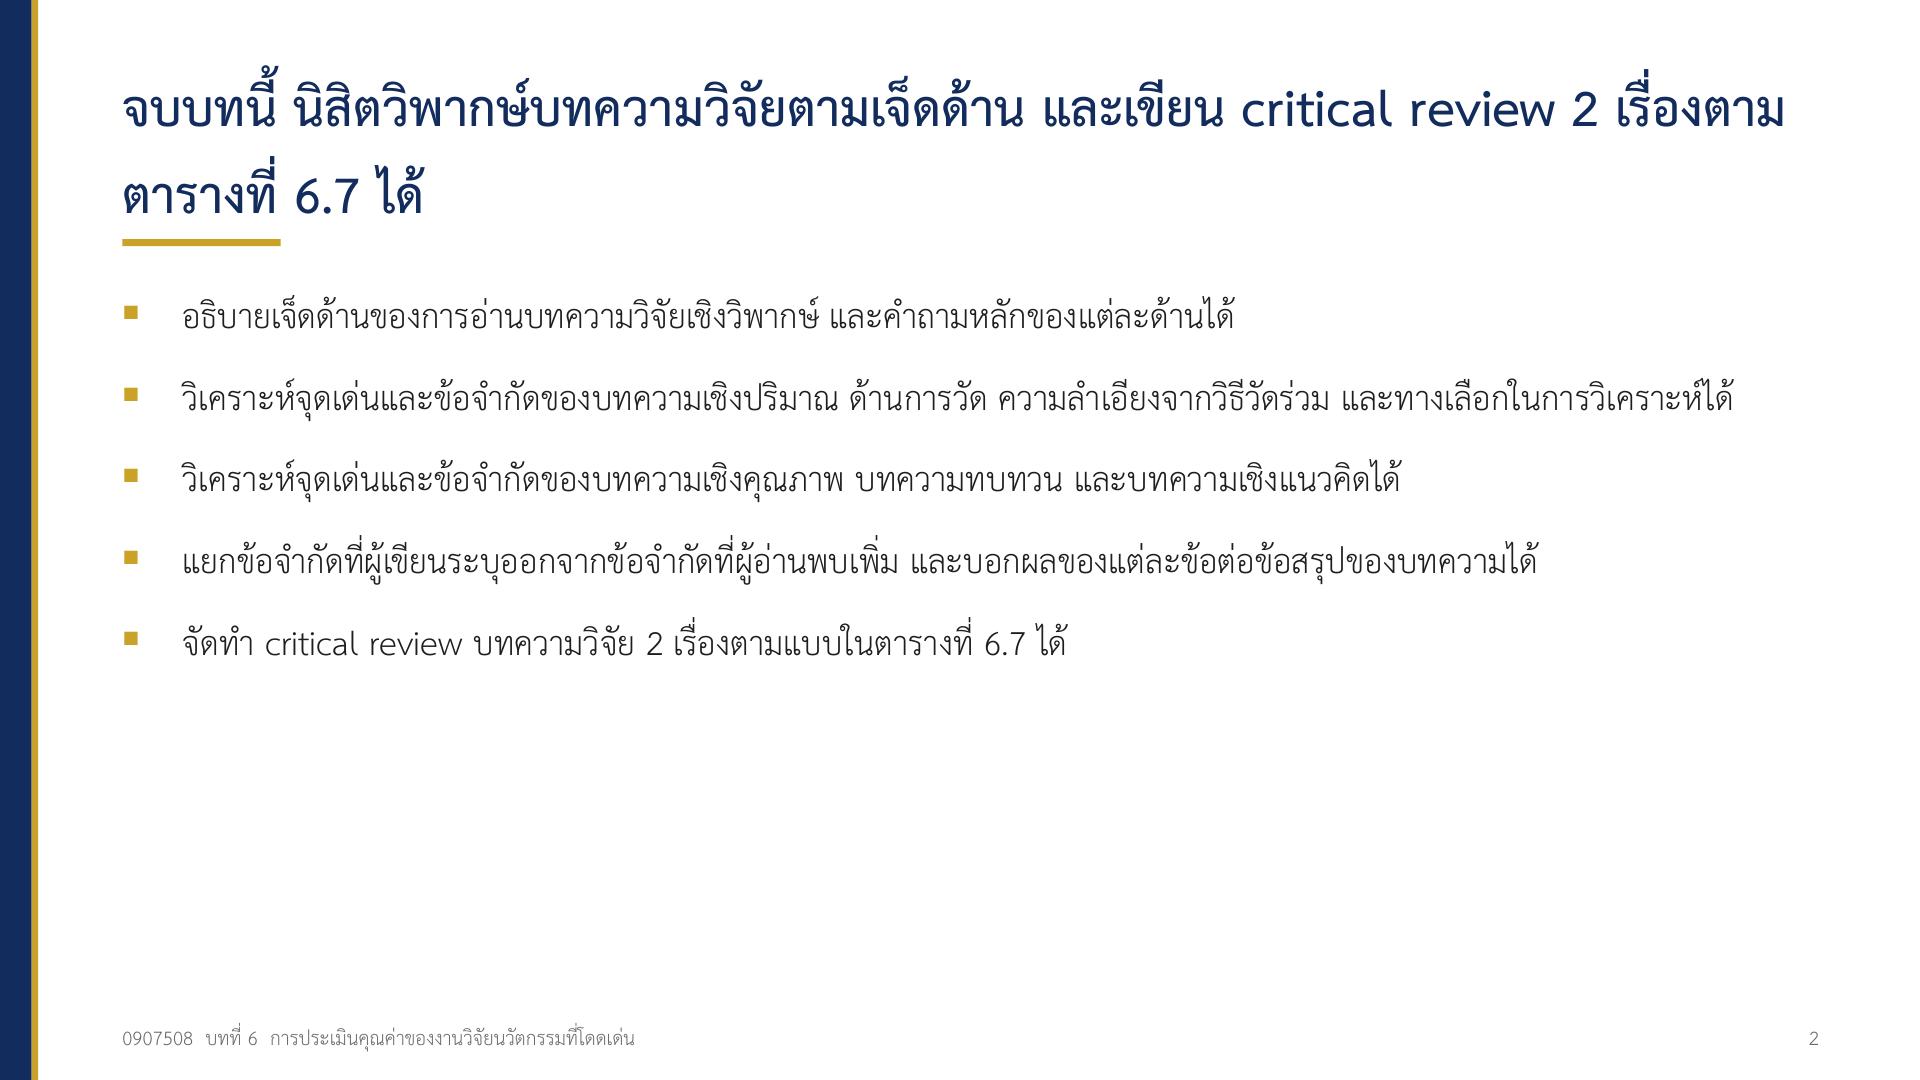 จบบทนี้ นิสิตวิพากษ์บทความวิจัยตามเจ็ดด้าน และเขียน critical review 2 เรื่องตาม
ตารางที่ 6.7 ได้
อธิบายเจ็ดด้านของการอ่านบทความวิจัยเชิงวิพากษ์ และคำถามหลักของแต่ละด้านได้
วิเคราะห์จุดเด่นและข้อจำกัดของบทความเชิงปริมาณ ด้านการวัด ความลำเอียงจากวิธีวัดร่วม และทางเลือกในการวิเคราะห์ได้
วิเคราะห์จุดเด่นและข้อจำกัดของบทความเชิงคุณภาพ บทความทบทวน และบทความเชิงแนวคิดได้
แยกข้อจำกัดที่ผู้เขียนระบุออกจากข้อจำกัดที่ผู้อ่านพบเพิ่ม และบอกผลของแต่ละข้อต่อข้อสรุปของบทความได้
จัดทำ critical review บทความวิจัย 2 เรื่องตามแบบในตารางที่ 6.7 ได้
0907508 บทที่ 6 การประเมินคุณค่าของงานวิจัยนวัตกรรมที่โดดเด่น
2